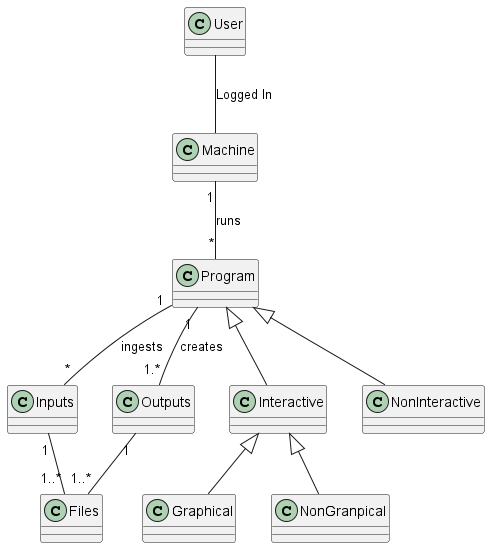 C User
Logged In
C Machine
1
runs
*
C Program
1
1
ingests
creates
*
1..*
C Inputs
C Outputs
C Interactive
C NonInteractive
1
1
1..*
1..*
C Files
C Graphical
C NonGranpical